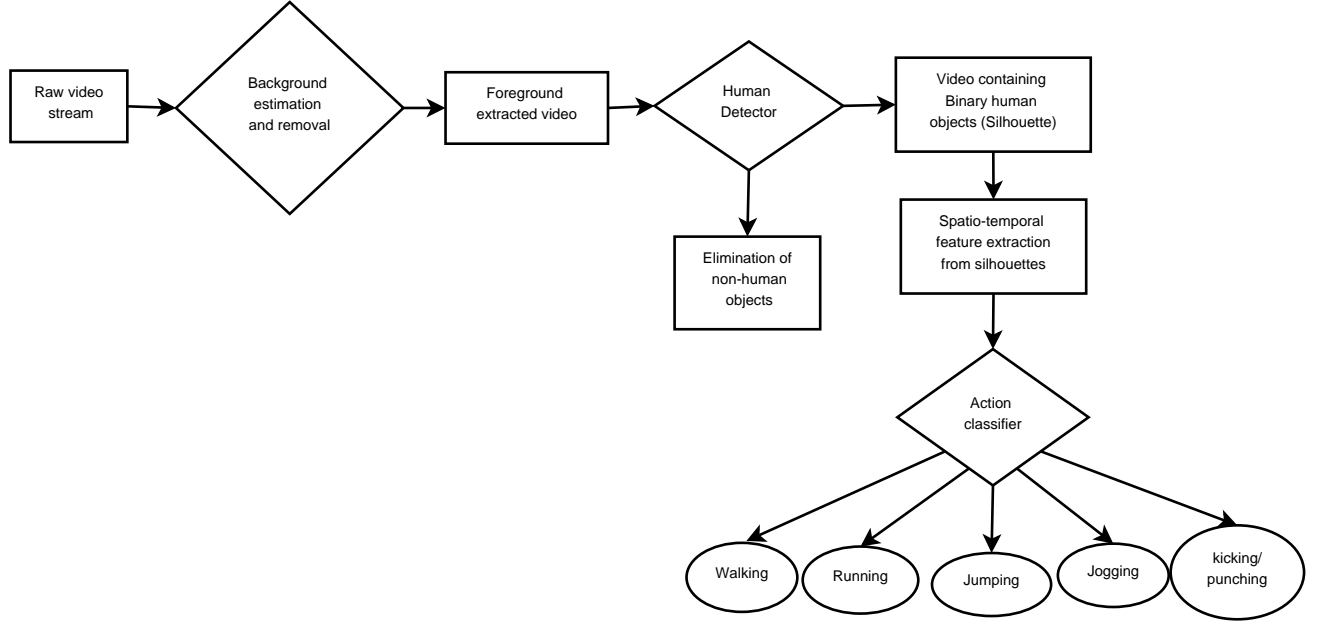 Raw video
stream
Background
estimation
and removal
Foreground
extracted video
Human
Detector
Video containing
Binary human
objects (Silhouette)
Elimination of
non-human
objects
Spatio-temporal
feature extraction
from silhouettes
Action
classifier
Walking
Running
Jumping
Jogging
kicking/
punching